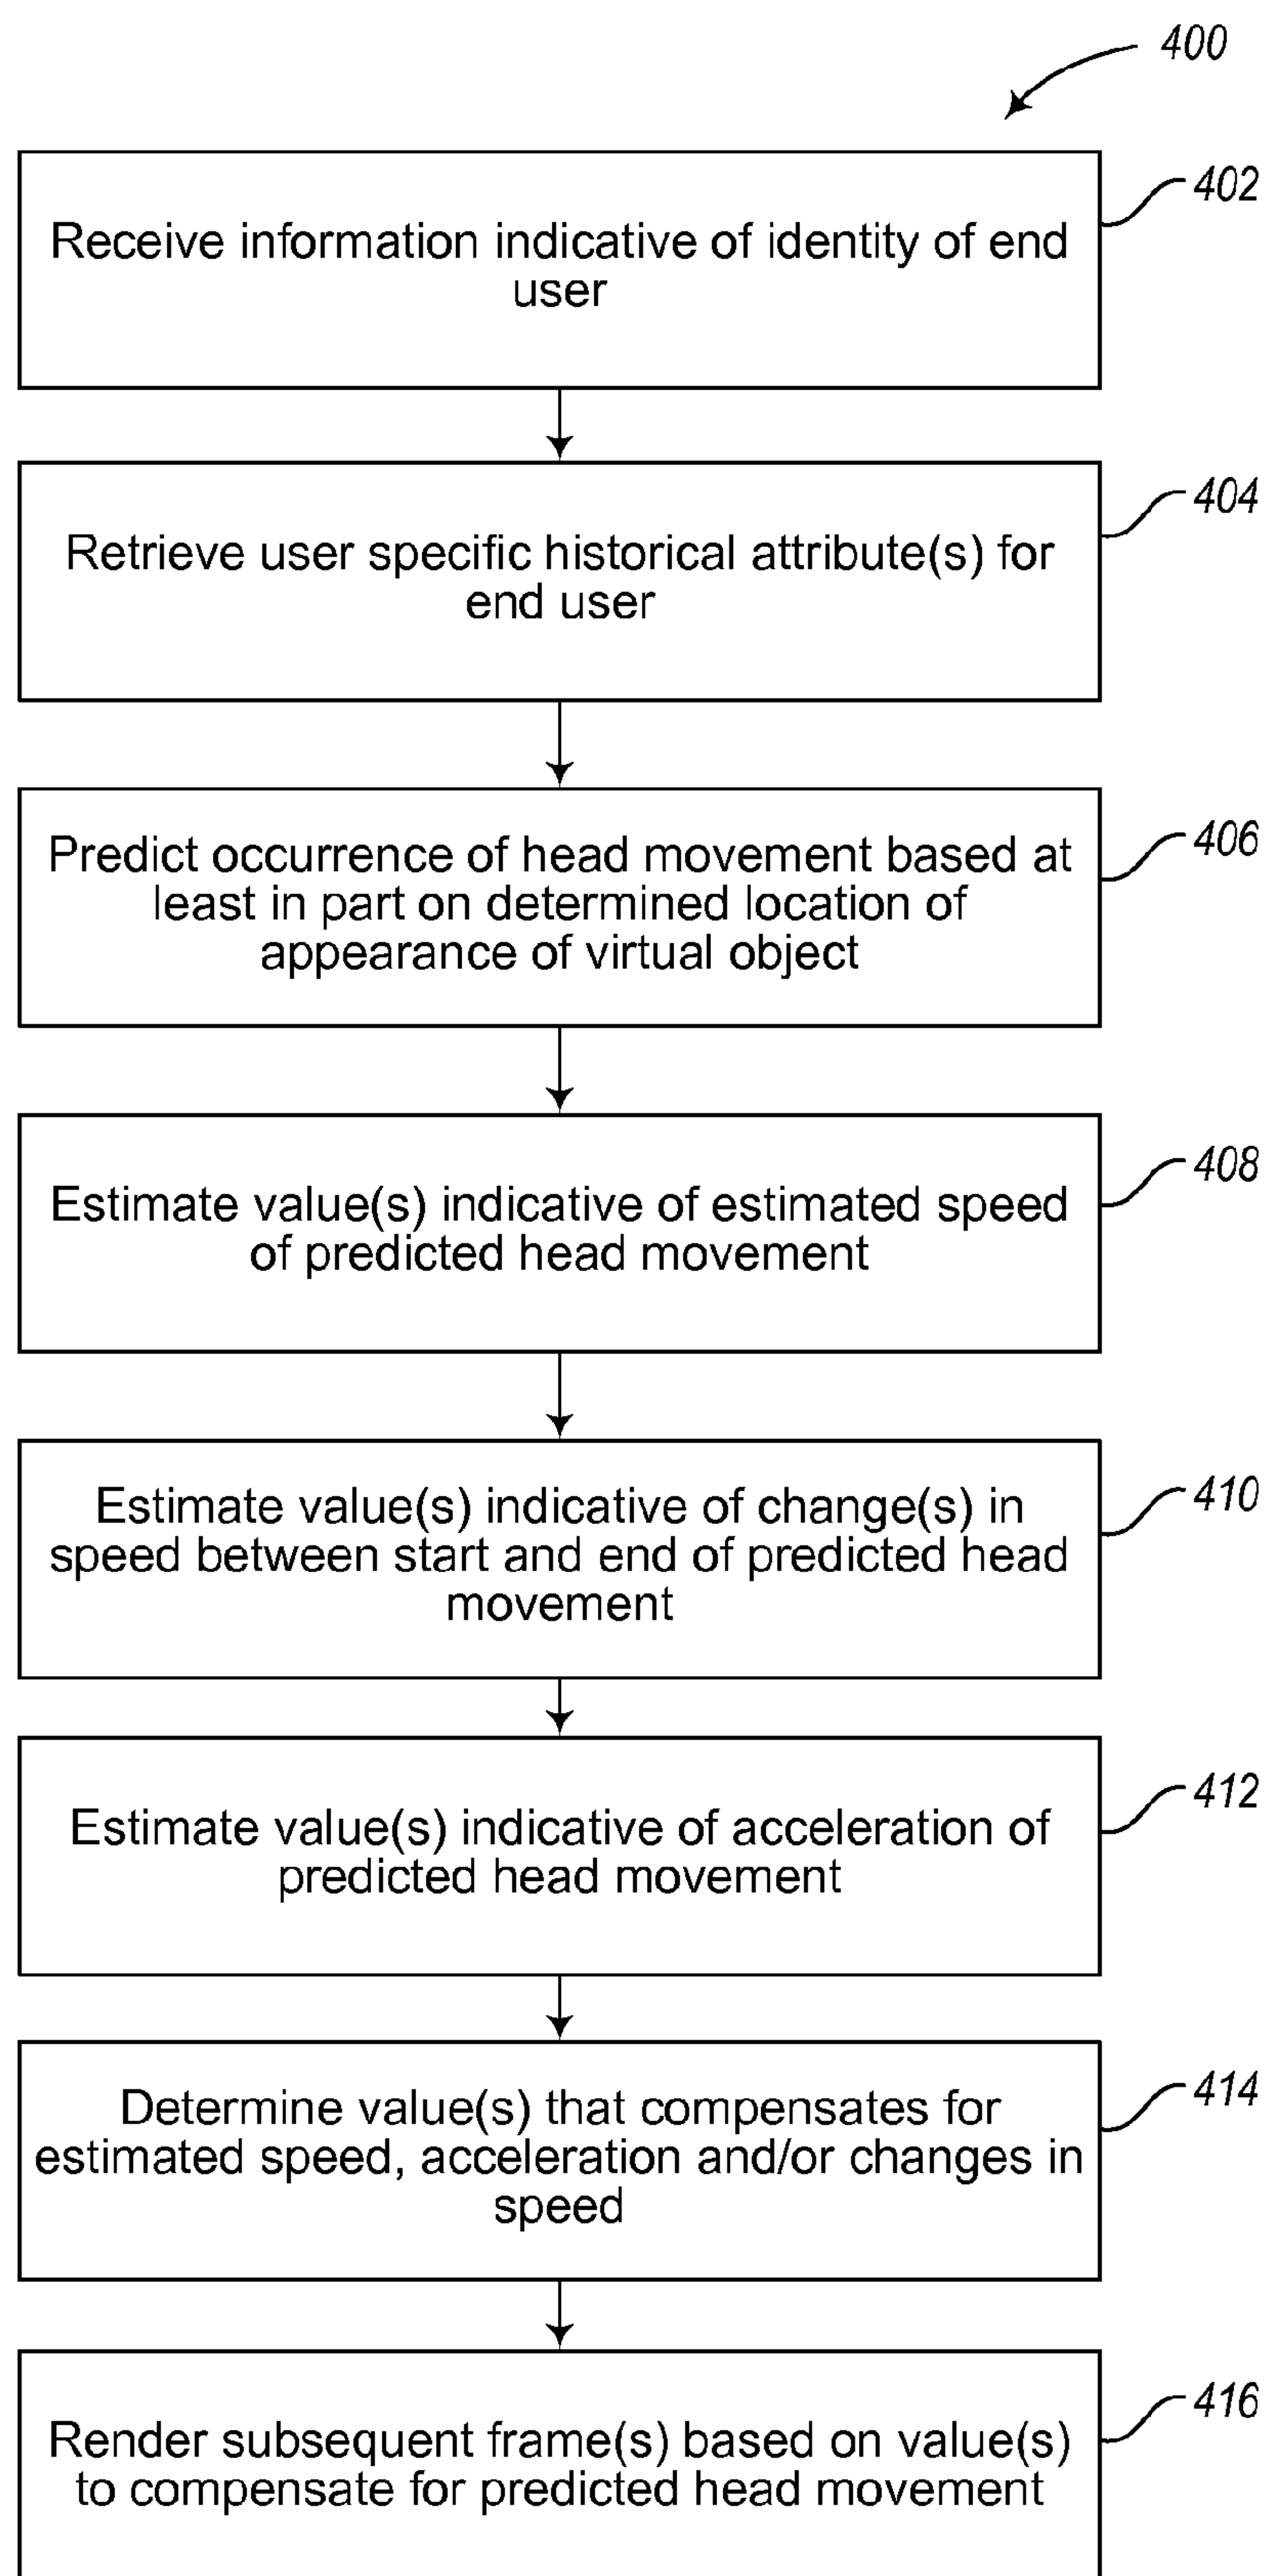 400
402
Receive information indicative of identity of end
user
404
Retrieve user specific historical attribute(s) for
end user
406
Predict occurrence of head movement based at
least in part on determined location of
appearance of virtual object
408
Estimate value(s) indicative of estimated speed
of predicted head movement
410
Estimate value(s) indicative of change(s) in
speed between start and end of predicted head
movement
412
Estimate value(s) indicative of acceleration of
predicted head movement
414
Determine value(s) that compensates for
estimated speed, acceleration and/or changes in
speed
416
Render subsequent frame(s) based on value(s)
to compensate for predicted head movement